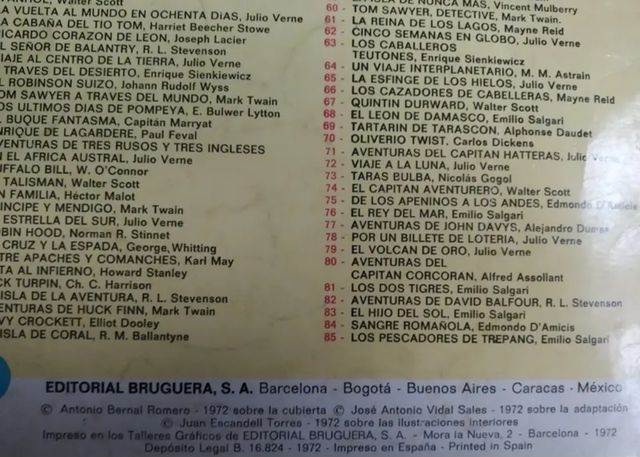 LA VUELTA AL MUNDO EN OCHENTA DIAS, Julio Verne
LA CABAÑA DEL TIO TOM, Harriet Beecher Stowe
RICARDO CORAZON DE LEON, Joseph Lacier
EL SEÑOR DE BALANTRY, R. L. Stevenson
VIAJE AL CENTRO DE LA TIERRA, Julio Verne
A TRAVES DEL DESIERTO, Enrique Sienkiewicz
EL ROBINSON SUIZO, Johann Rudolf Wyss
TOM SAWYER A TRAVES DEL MUNDO, Mark Twain
LOS ULTIMOS DIAS DE POMPEYA, E. Bulwer Lytton
EL BUQUE FANTASMA, Capitán Marryat
ENRIQUE DE LAGARDERE, Paul Feval
AVENTURAS DE TRES RUSOS Y TRES INGLESES
EN EL AFRICA AUSTRAL, Julio Verne
BUFFALO BILL, W. O'Connor
TALISMAN, Walter Scott
SIN FAMILIA, Héctor Malot
PRINCIPE Y MENDIGO, Mark Twain
ESTRELLA DEL SUR, Julio Verne
ROBIN HOOD, Norman R. Stinnet
CRUZ Y LA ESPADA, George, Whitting
ENTRE APACHES Y COMANCHES, Karl May
TA AL INFIERNO, Howard Stanley
DICK TURPIN, Ch. C. Harrison
ISLA DE LA AVENTURA, R. L. Stevenson
AVENTURAS DE HUCK FINN, Mark Twain
DAVY CROCKETT, Elliot Dooley
ISLA DE CORAL, R. M. Ballantyne
LA ISLA DE NUNCA MAS, Vincent Mulberry
60 - TOM SAWYER, DETECTIVE, Mark Twain.
61 - LA REINA DE LOS LAGOS, Mayne Reid
62 - CINCO SEMANAS EN GLOBO, Julio Verne
63 - LOS CABALLEROS
TEUTONES, Enrique Sienkiewicz
64 - UN VIAJE INTERPLANETARIO, M. M. Astrain
65 - LA ESFINGE DE LOS HIELOS, Julio Verne
66 - LOS CAZADORES DE CABELLERAS, Mayne Reid
67 - QUINTIN DURWARD, Walter Scott
68 - EL LEON DE DAMASCO, Emilio Salgari
69 - TARTARIN DE TARASCON, Alphonse Daudet
70 - OLIVERIO TWIST, Carlos Dickens
71 - AVENTURAS DEL CAPITAN HATTERAS, Julio Verne
72 - VIAJE A LA LUNA, Julio Verne
73 - TARAS BULBA, Nicolás Gogol
74 - EL CAPITAN AVENTURERO, Walter Scott
75 - DE LOS APENINOS A LOS ANDES, Edmondo D'Amicis
76 - EL REY DEL MAR, Emilio Salgari
77 - AVENTURAS DE JOHN DAVYS, Alejandro Dumas
78 - POR UN BILLETE DE LOTERIA, Julio Verne
79 - EL VOLCAN DE ORO, Julio Verne
80 - AVENTURAS DEL
CAPITAN CORCORAN, Alfred Assollant
81 - LOS DOS TIGRES, Emilio Salgari
82 - AVENTURAS DE DAVID BALFOUR, R. L. Stevenson
83 - EL HIJO DEL SOL, Emilio Salgari
84 - SANGRE ROMAÑOLA, Edmondo D'Amicis
85 - LOS PESCADORES DE TREPANG, Emilio Salgari
EDITORIAL BRUGUERA, S. A. Barcelona - Bogotá - Buenos Aires - Caracas - México
© Antonio Bernal Romero - 1972 sobre la cubierta © José Antonio Vidal Sales - 1972 sobre la adaptación
© Juan Escandell Torres - 1972 sobre las ilustraciones interiores
Impreso en los Talleres Gráficos de EDITORIAL BRUGUERA, S. A. - Mora la Nueva, 2 - Barcelona - 1972
Depósito Legal B. 16.824 - 1972 - Impreso en España - Printed in Spain